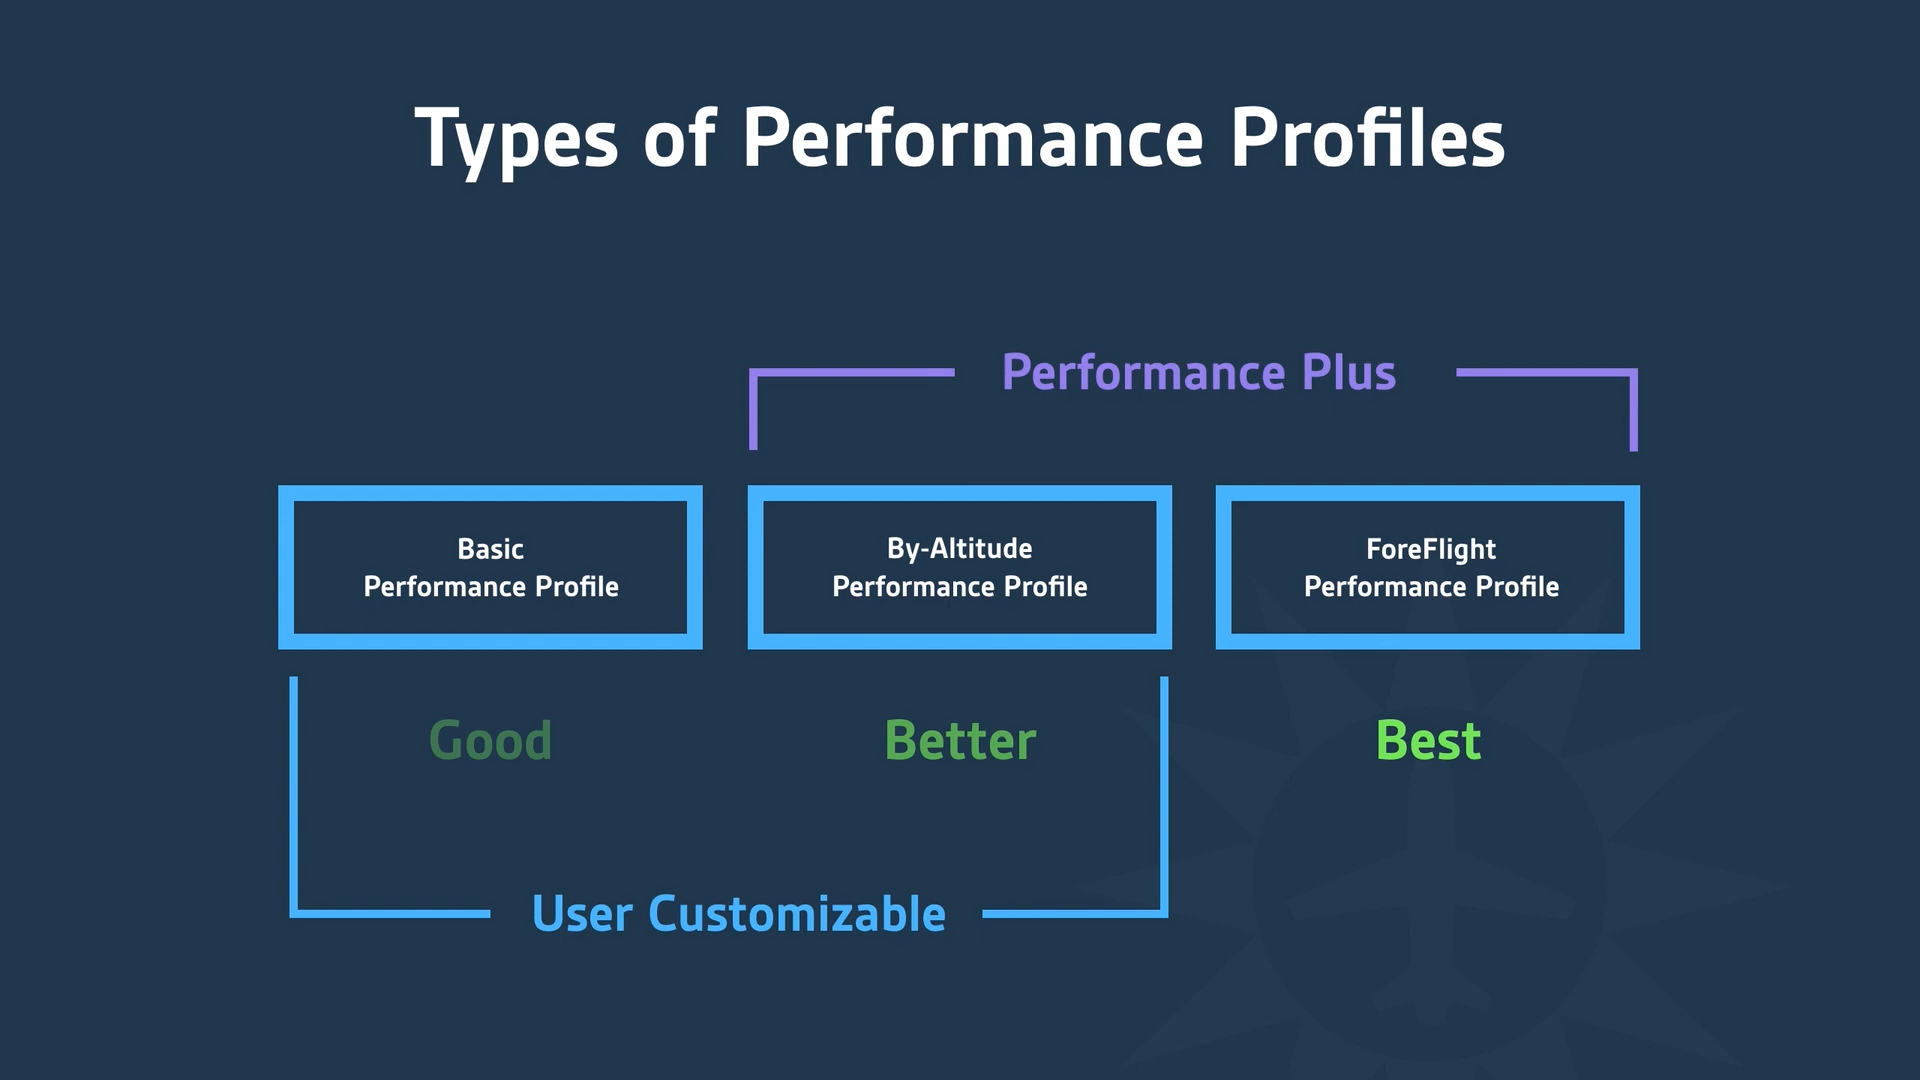 Types of Performance Profiles
Performance Plus
Basic
Performance Profile
By-Altitude
Performance Profile
ForeFlight
Performance Profile
Good
Better
Best
User Customizable